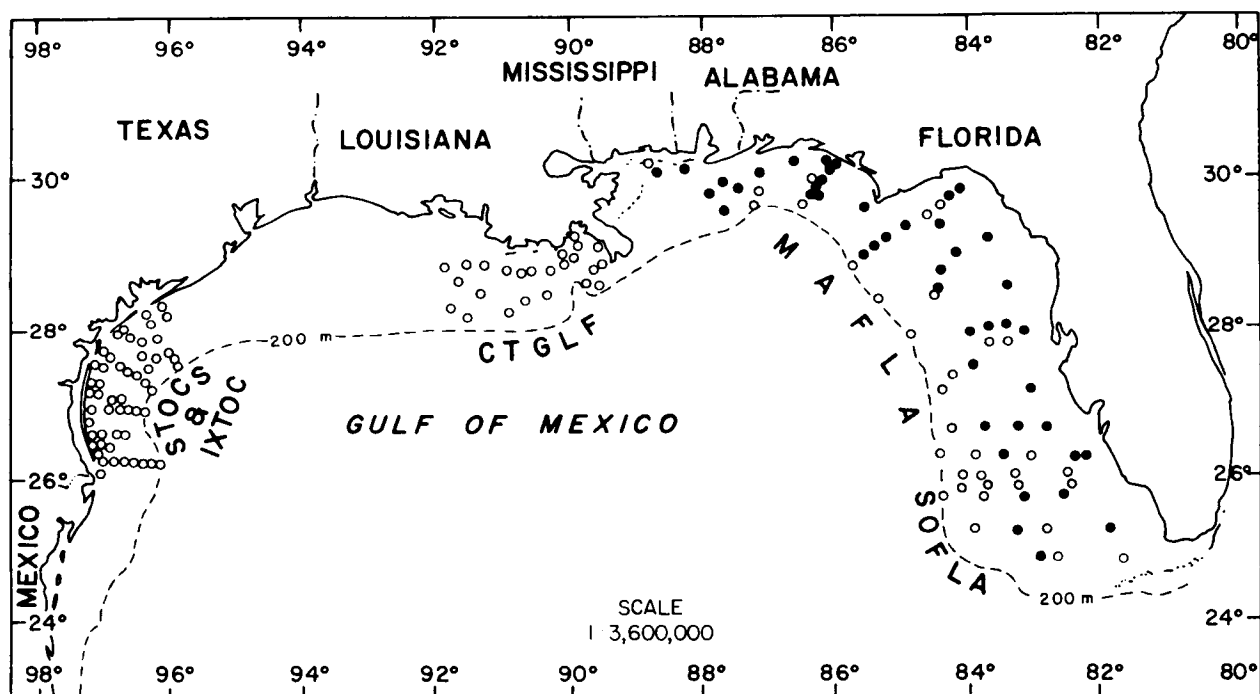 98° 96° 94° 92° 90° 88° 86° 84° 82° 80°
MISSISSIPPI ALABAMA
TEXAS LOUISIANA FLORIDA
30° 30°
MAFLA
28° 28°
200 m
CTGLF
STOCS
&
IXTOC
GULF OF MEXICO
26° 26°
SOFLA
MEXICO
200 m
SCALE
1 3,600,000
24° 24°
98° 96° 94° 92° 90° 88° 86° 84° 82° 80°